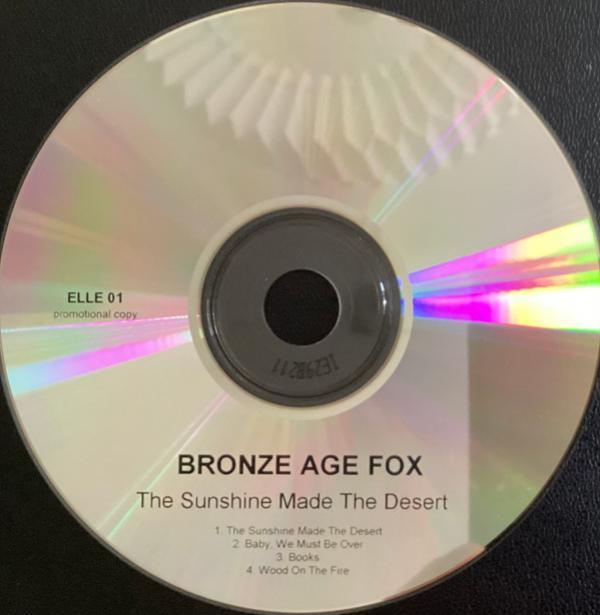 ELLE 01
promotional copy
BRONZE AGE FOX
The Sunshine Made The Desert
1. The Sunshine Made The Desert
2. Baby, We Must Be Over
3. Books
4. Wood On The Fire